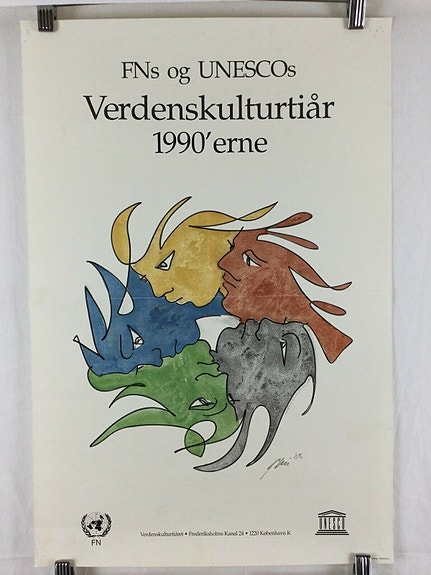 FNs og UNESCOs
Verdenskulturtiår
1990'erne
Verdenskulturtiåret • Frederiksholms Kanal 24 • 1220 København K
FN
UNESCO